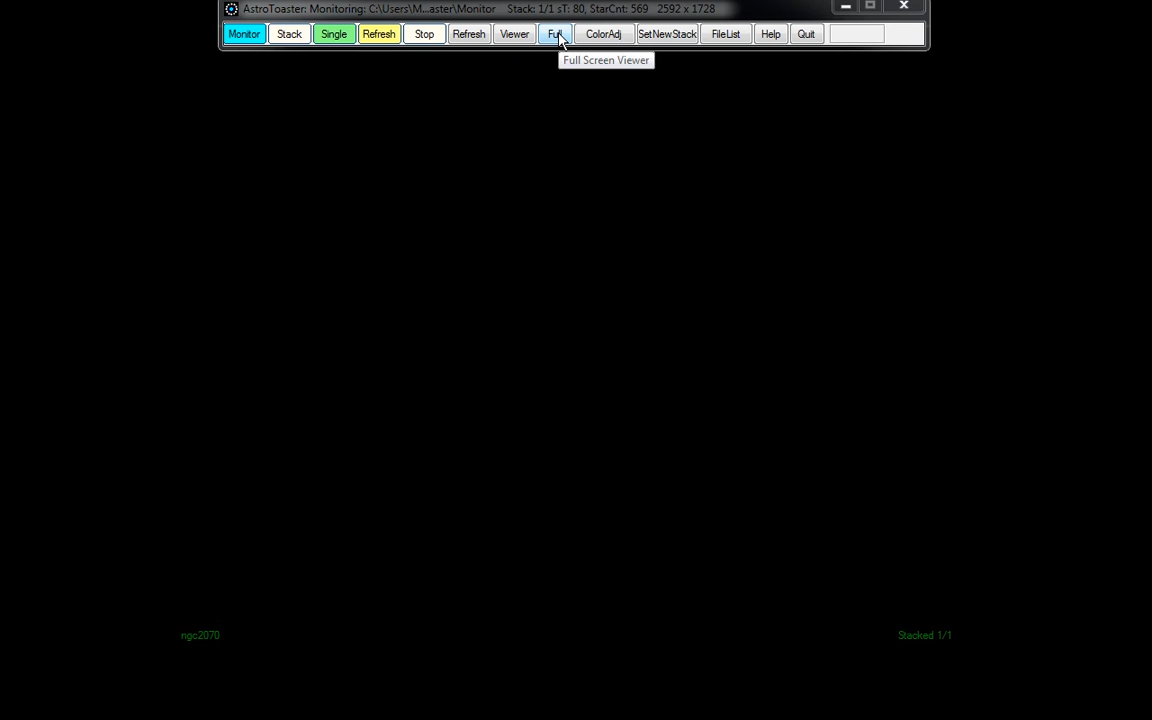 AstroToaster: Monitoring: C:\Users\M...aster\Monitor Stack: 1/1 sT: 80, StarCnt: 569 2592 x 1728
Monitor Stack Single Refresh Stop Refresh Viewer Full ColorAdj SetNewStack FileList Help Quit
Full Screen Viewer
ngc2070 Stacked 1/1